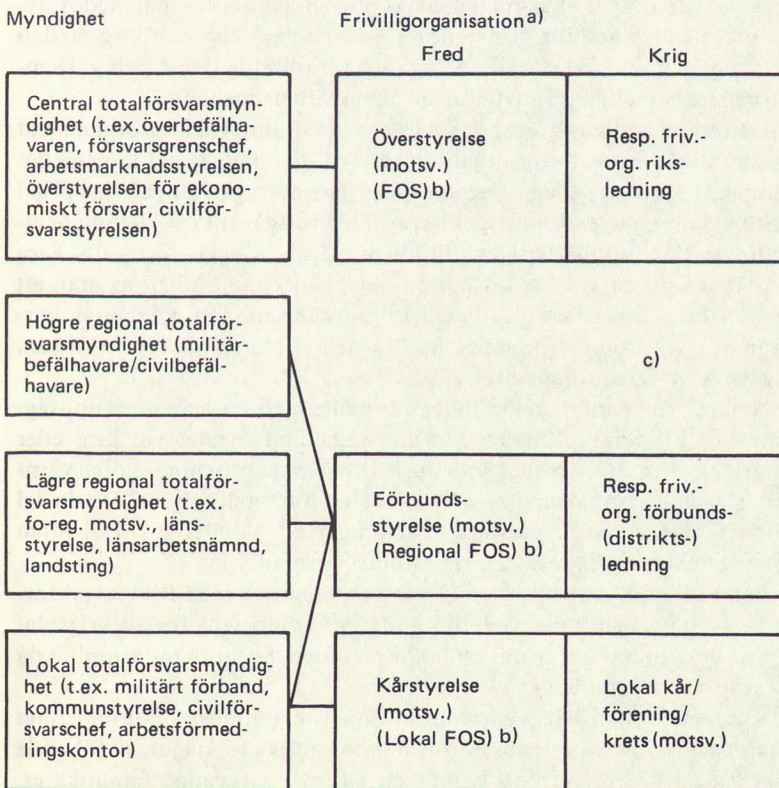 Myndighet
Frivilligorganisation a)
Fred
Krig
Central totalförsvarsmyn-
dighet (t.ex. överbefälha-
varen, försvarsgrenschef,
arbetsmarknadsstyrelsen,
överstyrelsen för ekono-
miskt försvar, civilför-
svarsstyrelsen)
Överstyrelse
(motsv.)
(FOS) b)
Resp. friv.-
org. riks-
ledning
Högre regional totalför-
svarsmyndighet (militär-
befälhavare/civilbefäl-
havare)
c)
Lägre regional totalför-
svarsmyndighet (t.ex.
fo-reg. motsv., läns-
styrelse, länsarbetsnämnd,
landsting)
Förbunds-
styrelse (motsv.)
(Regional FOS) b)
Resp. friv.-
org. förbunds-
(distrikts-)
ledning
Lokal totalförsvarsmyndig-
het (t.ex. militärt förband,
kommunstyrelse, civilför-
svarschef, arbetsförmed-
lingskontor)
Kårstyrelse
(motsv.)
(Lokal FOS) b)
Lokal kår/
förening/
krets (motsv.)